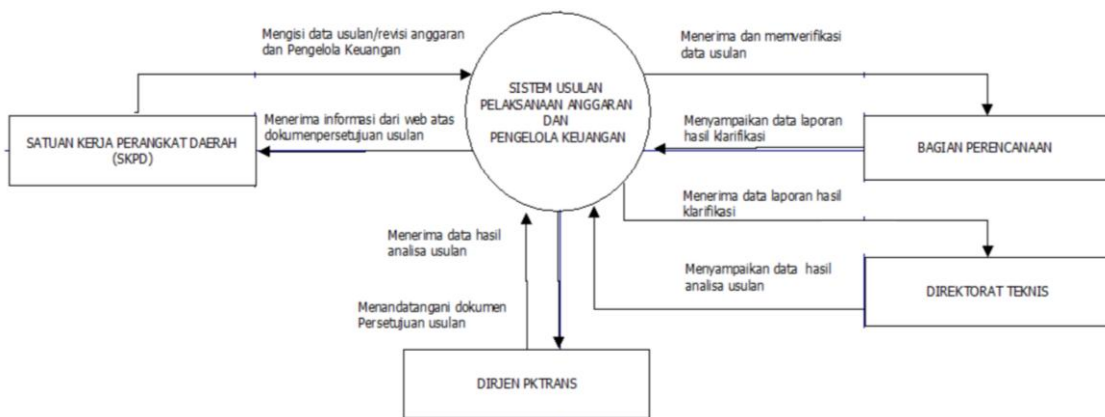 Mengisi data usulan/revisi anggaran
dan Pengelola Keuangan
Menerima dan memverifikasi
data usulan
SISTEM USULAN
PELAKSANAAN ANGGARAN
DAN
PENGELOLA KEUANGAN
Menerima informasi dari web atas
dokumenpersetujuan usulan
Menyampaikan data laporan
hasil klarifikasi
SATUAN KERJA PERANGKAT DAERAH
(SKPD)
BAGIAN PERENCANAAN
Menerima data laporan hasil
klarifikasi
Menerima data hasil
analisa usulan
Menyampaikan data hasil
analisa usulan
DIREKTORAT TEKNIS
Menandatangani dokumen
Persetujuan usulan
DIRJEN PKTRANS